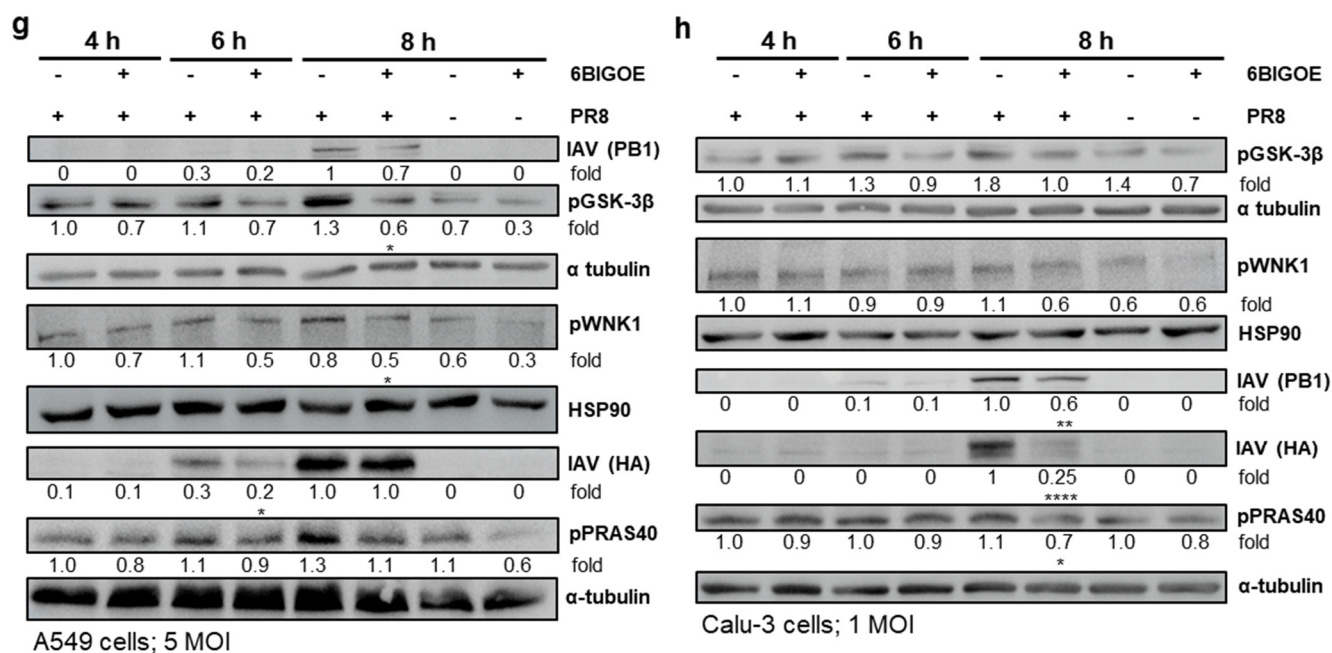 g
4 h 6 h 8 h
- + - + - + - + 6BIGOE
+ + + + + + - - PR8
IAV (PB1)
0 0 0.3 0.2 1 0.7 0 0 fold
pGSK-3β
1.0 0.7 1.1 0.7 1.3 0.6 0.7 0.3 fold
*
α tubulin
pWNK1
1.0 0.7 1.1 0.5 0.8 0.5 0.6 0.3 fold
*
HSP90
IAV (HA)
0.1 0.1 0.3 0.2 1.0 1.0 0 0 fold
*
pPRAS40
1.0 0.8 1.1 0.9 1.3 1.1 1.1 0.6 fold
α-tubulin
A549 cells; 5 MOI
h
4 h 6 h 8 h
- + - + - + - + 6BIGOE
+ + + + + + - - PR8
pGSK-3β
1.0 1.1 1.3 0.9 1.8 1.0 1.4 0.7 fold
α tubulin
pWNK1
1.0 1.1 0.9 0.9 1.1 0.6 0.6 0.6 fold
HSP90
IAV (PB1)
0 0 0.1 0.1 1.0 0.6 0 0 fold
**
IAV (HA)
0 0 0 0 1 0.25 0 0 fold
****
pPRAS40
1.0 0.9 1.0 0.9 1.1 0.7 1.0 0.8 fold
*
α-tubulin
Calu-3 cells; 1 MOI